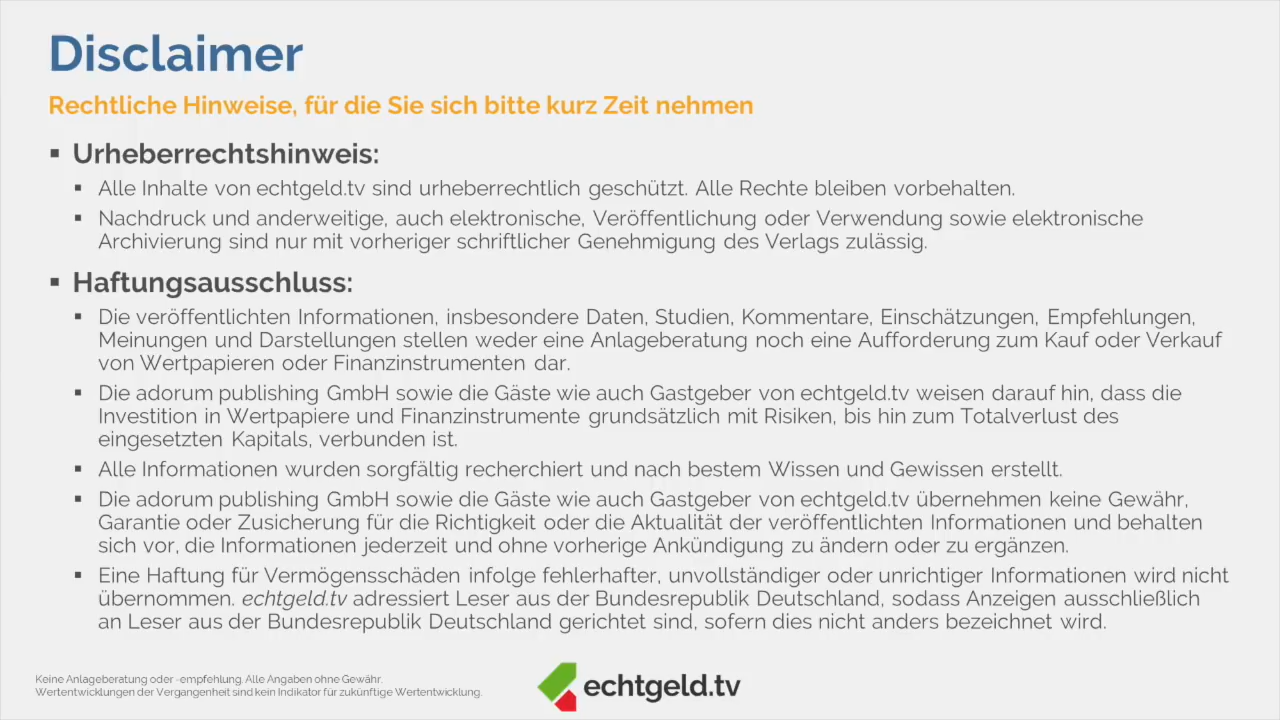 Disclaimer
Rechtliche Hinweise, für die Sie sich bitte kurz Zeit nehmen
▪ Urheberrechtshinweis:
▪ Alle Inhalte von echtgeld.tv sind urheberrechtlich geschützt. Alle Rechte bleiben vorbehalten.
▪ Nachdruck und anderweitige, auch elektronische, Veröffentlichung oder Verwendung sowie elektronische
Archivierung sind nur mit vorheriger schriftlicher Genehmigung des Verlags zulässig.
▪ Haftungsausschluss:
▪ Die veröffentlichten Informationen, insbesondere Daten, Studien, Kommentare, Einschätzungen, Empfehlungen,
Meinungen und Darstellungen stellen weder eine Anlageberatung noch eine Aufforderung zum Kauf oder Verkauf
von Wertpapieren oder Finanzinstrumenten dar.
▪ Die adorum publishing GmbH sowie die Gäste wie auch Gastgeber von echtgeld.tv weisen darauf hin, dass die
Investition in Wertpapiere und Finanzinstrumente grundsätzlich mit Risiken, bis hin zum Totalverlust des
eingesetzten Kapitals, verbunden ist.
▪ Alle Informationen wurden sorgfältig recherchiert und nach bestem Wissen und Gewissen erstellt.
▪ Die adorum publishing GmbH sowie die Gäste wie auch Gastgeber von echtgeld.tv übernehmen keine Gewähr,
Garantie oder Zusicherung für die Richtigkeit oder die Aktualität der veröffentlichten Informationen und behalten
sich vor, die Informationen jederzeit und ohne vorherige Ankündigung zu ändern oder zu ergänzen.
▪ Eine Haftung für Vermögensschäden infolge fehlerhafter, unvollständiger oder unrichtiger Informationen wird nicht
übernommen. echtgeld.tv adressiert Leser aus der Bundesrepublik Deutschland, sodass Anzeigen ausschließlich
an Leser aus der Bundesrepublik Deutschland gerichtet sind, sofern dies nicht anders bezeichnet wird.
Keine Anlageberatung oder -empfehlung. Alle Angaben ohne Gewähr.
Wertentwicklungen der Vergangenheit sind kein Indikator für zukünftige Wertentwicklung.
echtgeld.tv